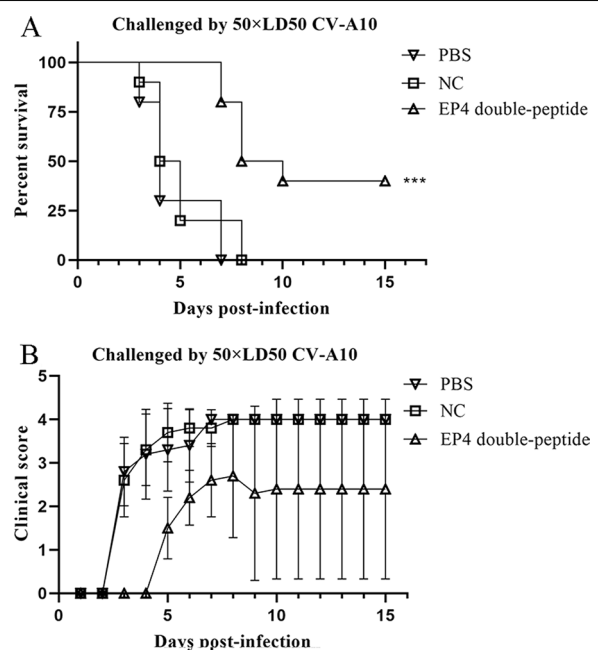 A
Challenged by 50×LD50 CV-A10
PBS
NC
EP4 double-peptide
Percent survival
100
75
50
25
0
***
0 5 10 15
Days post-infection
B
Challenged by 50×LD50 CV-A10
PBS
NC
EP4 double-peptide
Clinical score
5
4
3
2
1
0
0 5 10 15
Days post-infection